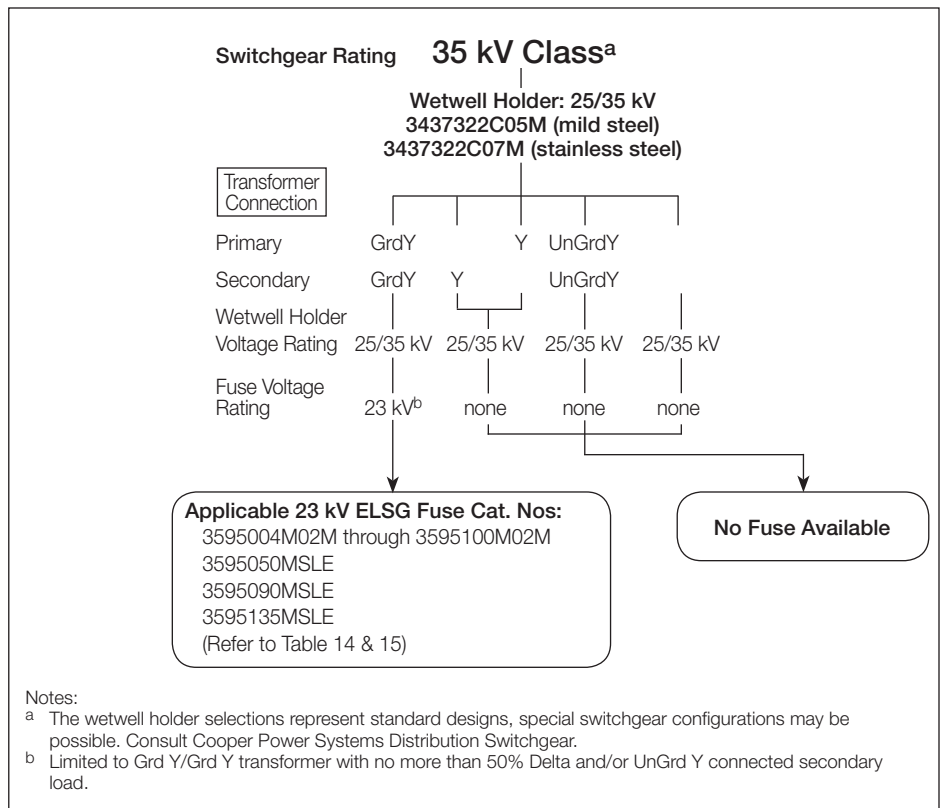 Switchgear Rating 35 kV Classᵃ
Wetwell Holder: 25/35 kV
3437322C05M (mild steel)
3437322C07M (stainless steel)
Transformer
Connection
Primary GrdY Y UnGrdY
Secondary GrdY Y UnGrdY
Wetwell Holder
Voltage Rating 25/35 kV 25/35 kV 25/35 kV 25/35 kV
Fuse Voltage
Rating 23 kVᵇ none none none
Applicable 23 kV ELSG Fuse Cat. Nos:
3595004M02M through 3595100M02M
3595050MSLE
3595090MSLE
3595135MSLE
(Refer to Table 14 & 15)
No Fuse Available
Notes:
ᵃ The wetwell holder selections represent standard designs, special switchgear configurations may be
possible. Consult Cooper Power Systems Distribution Switchgear.
ᵇ Limited to Grd Y/Grd Y transformer with no more than 50% Delta and/or UnGrd Y connected secondary
load.